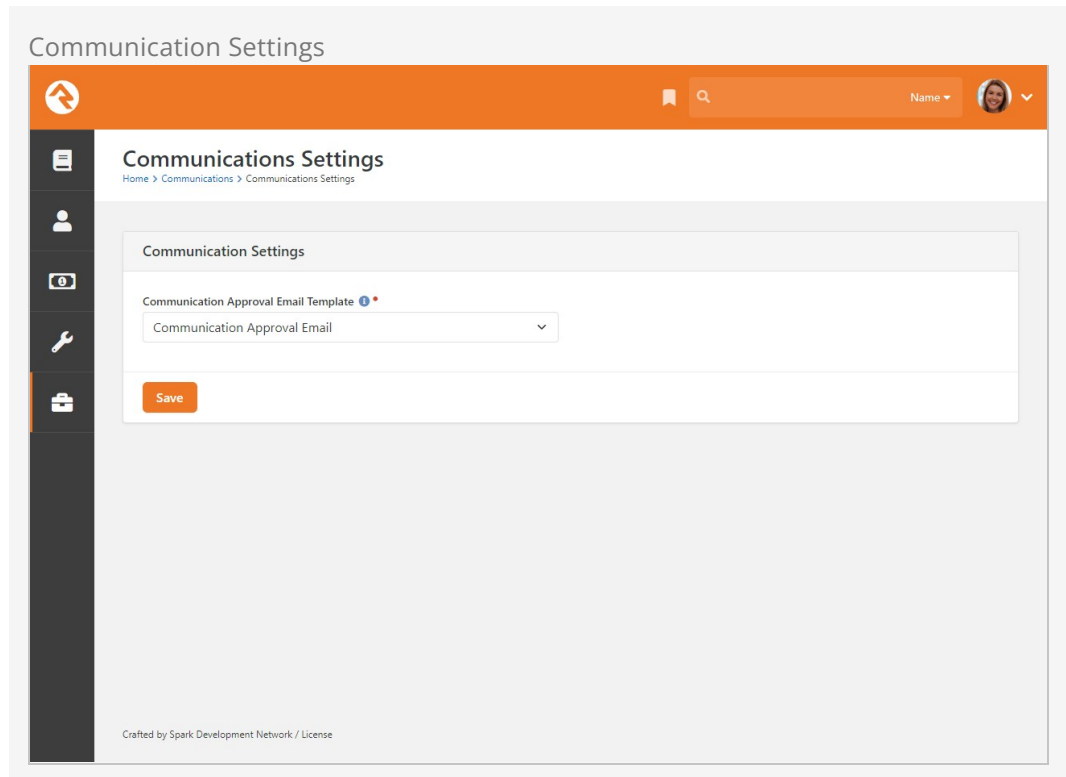 Communication Settings
Name
Communications Settings
Home > Communications > Communications Settings
Communication Settings
Communication Approval Email Template
Communication Approval Email
Save
Crafted by Spark Development Network / License